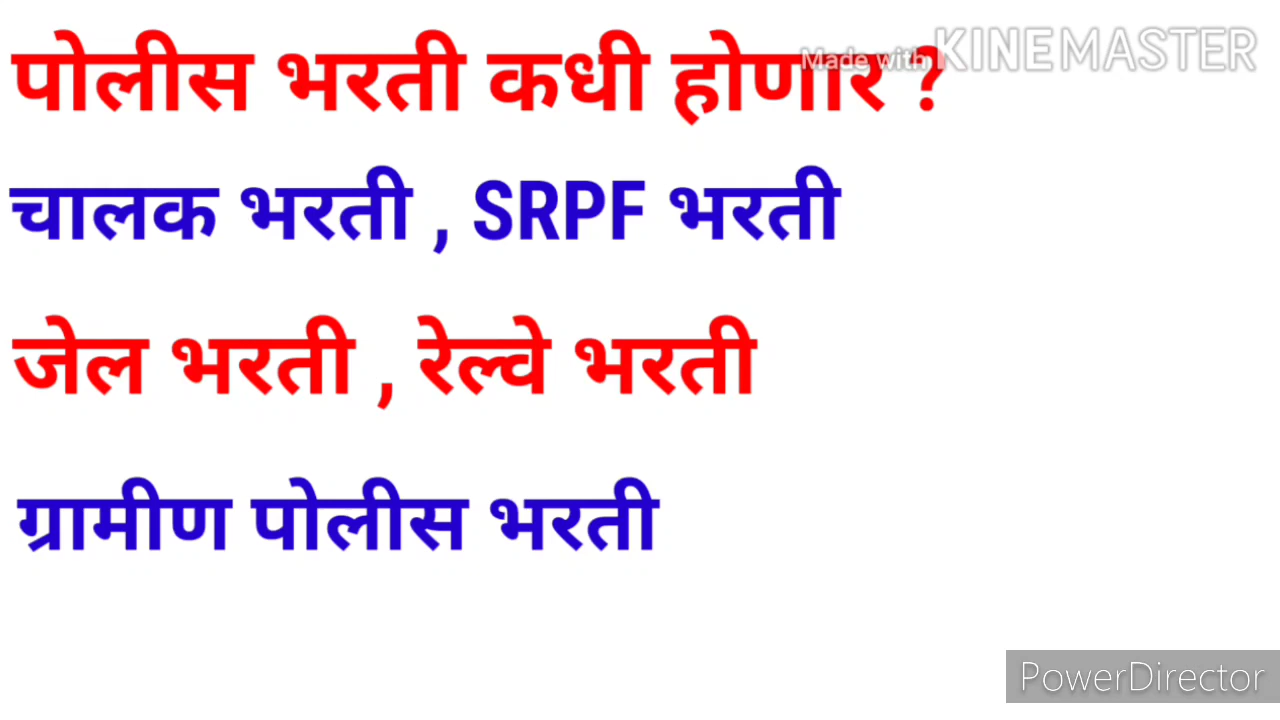 पोलीस भरती कधी होणार ?
Made with KINEMASTER
चालक भरती , SRPF भरती
जेल भरती , रेल्वे भरती
ग्रामीण पोलीस भरती
PowerDirector